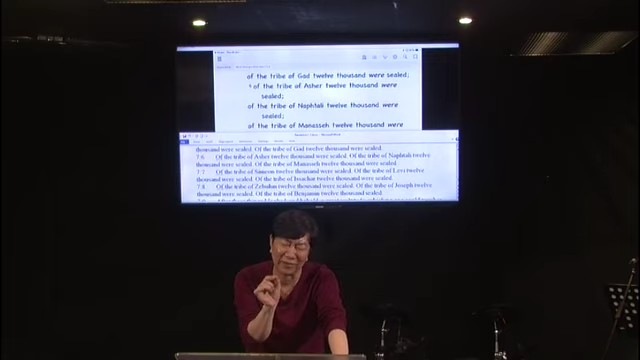 of the tribe of Gad twelve thousand were sealed;
6 of the tribe of Asher twelve thousand were
sealed;
of the tribe of Naphtali twelve thousand were
sealed;
of the tribe of Manasseh twelve thousand were
thousand were sealed. Of the tribe of Gad twelve thousand were sealed.
7:6 Of the tribe of Asher twelve thousand were sealed. Of the tribe of Naphtali twelve
thousand were sealed. Of the tribe of Manasseh twelve thousand were sealed.
7:7 Of the tribe of Simeon twelve thousand were sealed. Of the tribe of Levi twelve
thousand were sealed. Of the tribe of Issachar twelve thousand were sealed.
7:8 Of the tribe of Zebulun twelve thousand were sealed. Of the tribe of Joseph twelve
thousand were sealed. Of the tribe of Benjamin twelve thousand were sealed.